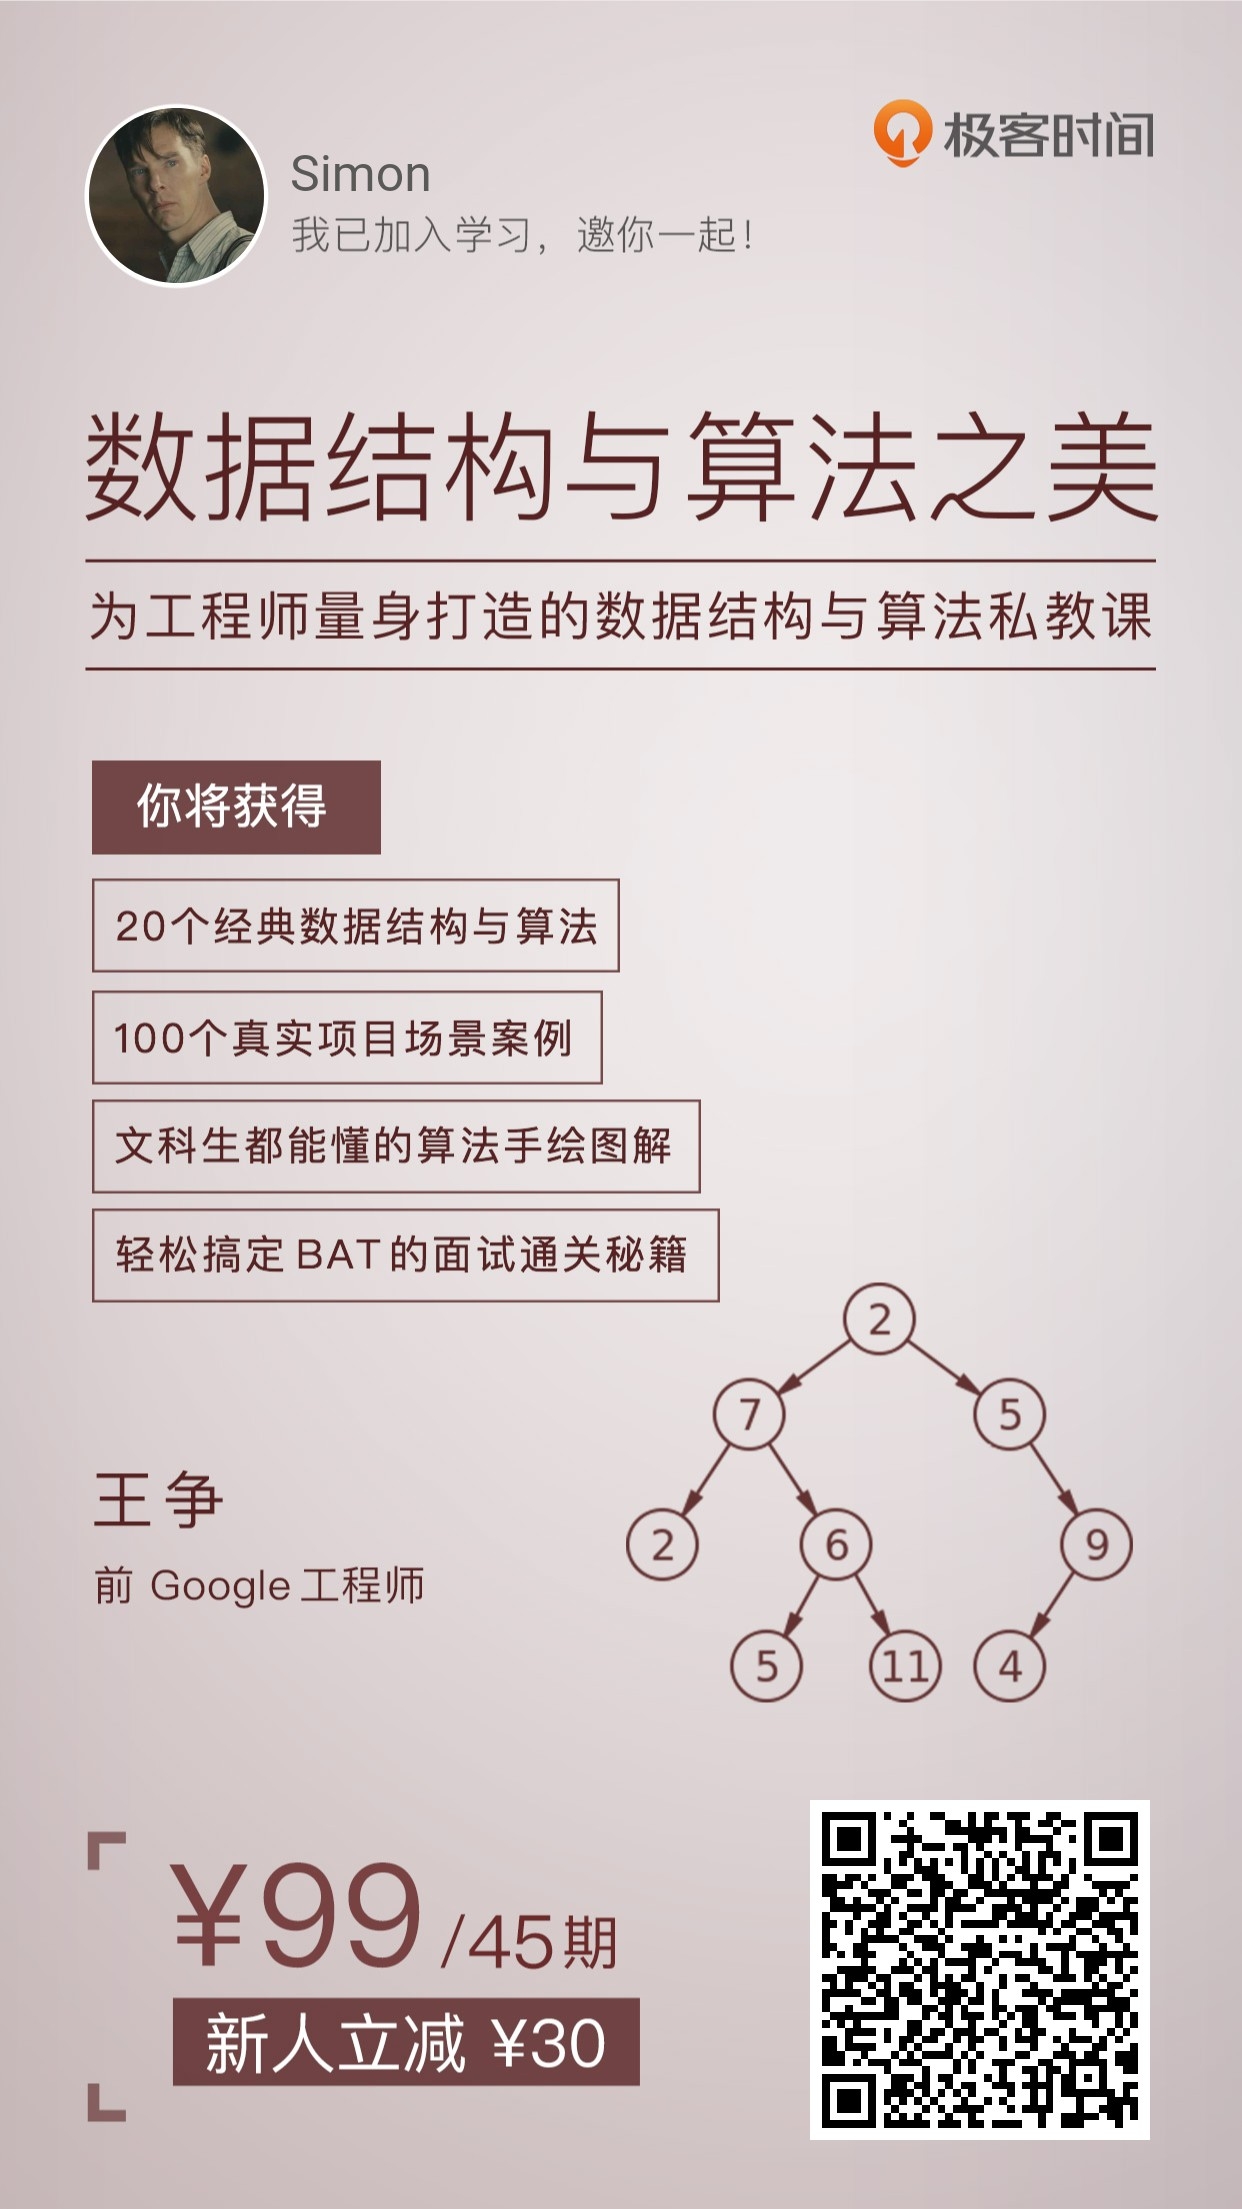 极客时间
Simon
我已加入学习，邀你一起！
数据结构与算法之美
为工程师量身打造的数据结构与算法私教课
你将获得
20个经典数据结构与算法
100个真实项目场景案例
文科生都能懂的算法手绘图解
轻松搞定BAT的面试通关秘籍
2
7 5
2 6 9
5 11 4
王争
前 Google 工程师
¥99/45期
新人立减 ¥30